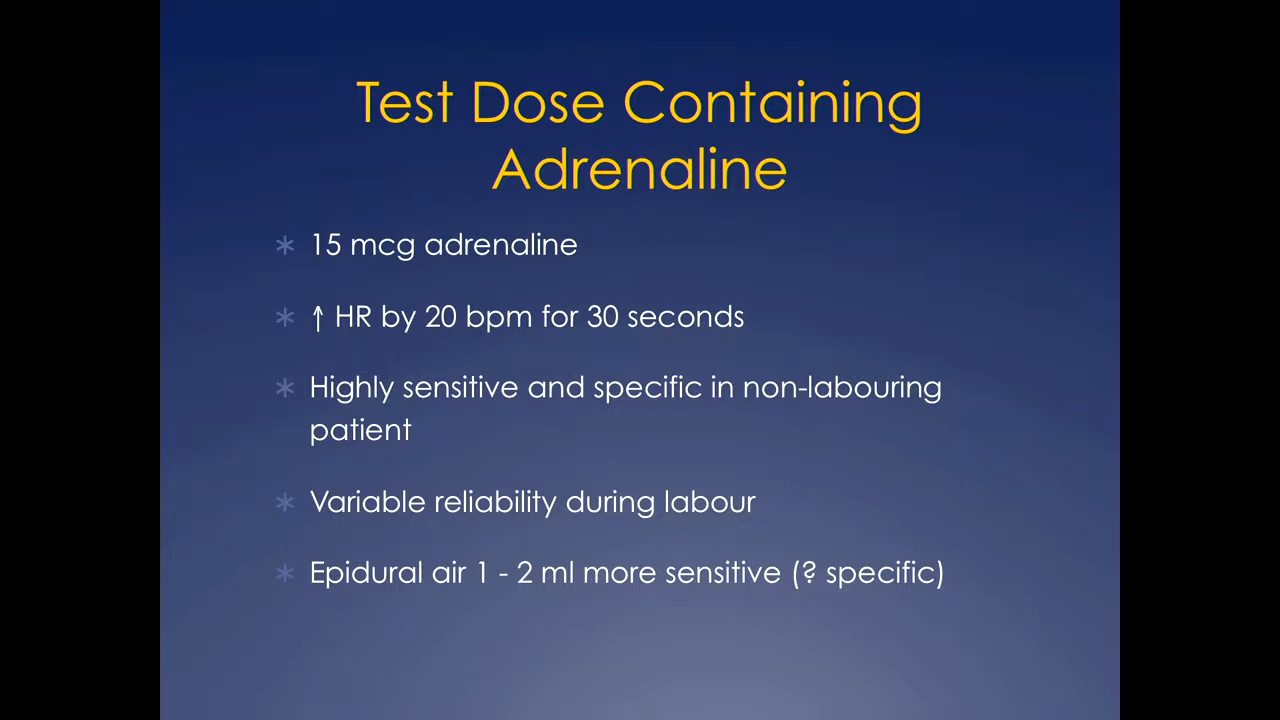 Test Dose Containing
Adrenaline
* 15 mcg adrenaline
* ↑ HR by 20 bpm for 30 seconds
* Highly sensitive and specific in non-labouring
patient
* Variable reliability during labour
* Epidural air 1 - 2 ml more sensitive (? specific)